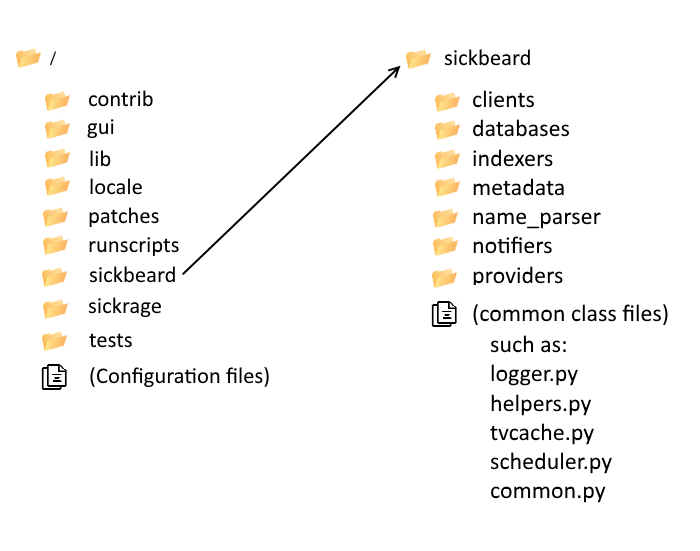 /
contrib
gui
lib
locale
patches
runscripts
sickbeard
sickrage
tests
(Configuration files)
sickbeard
clients
databases
indexers
metadata
name_parser
notifiers
providers
(common class files)
such as:
logger.py
helpers.py
tvcache.py
scheduler.py
common.py